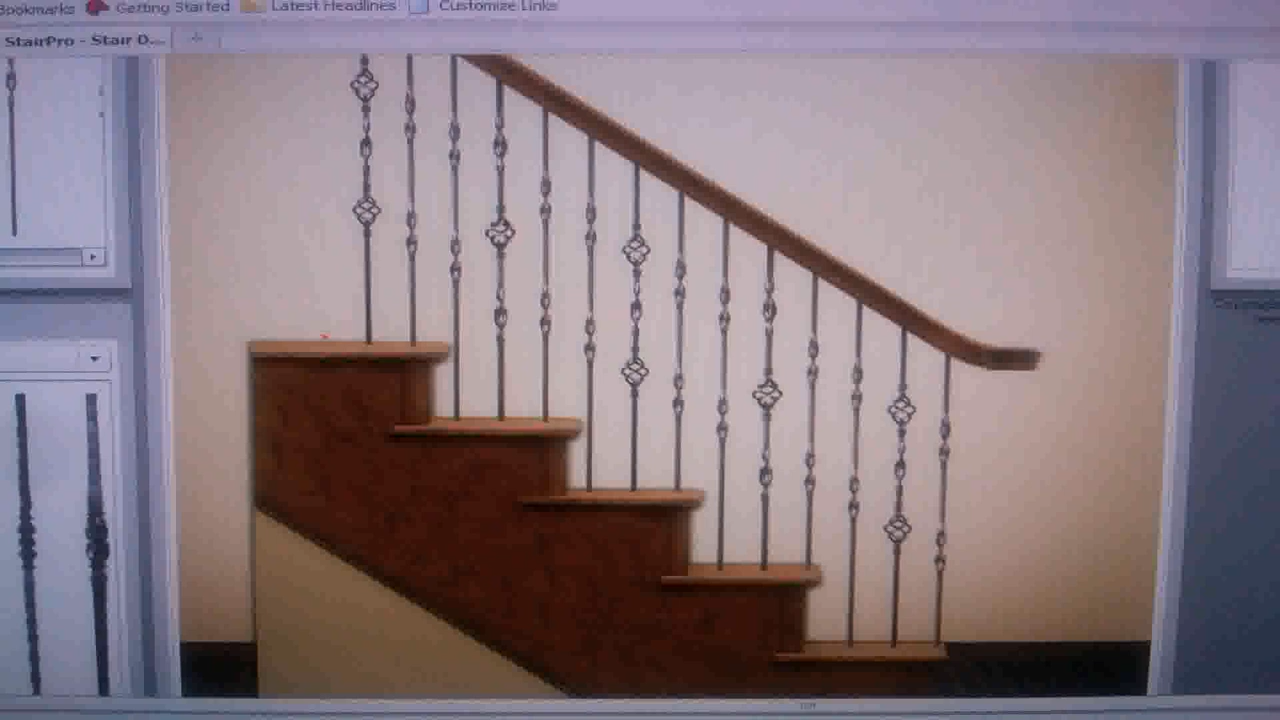 Bookmarks Getting Started Latest Headlines Customize Links
StairPro - Stair D...